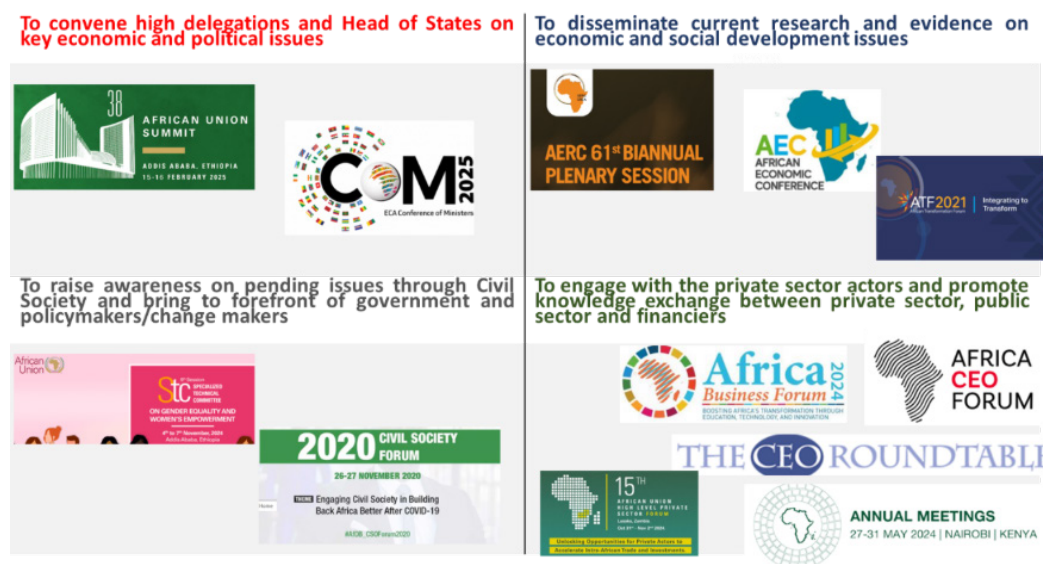 To convene high delegations and Head of States on
key economic and political issues
38
AFRICAN UNION
SUMMIT
ADDIS ABABA, ETHIOPIA
15-16 FEBRUARY 2025
COM
2025
ECA Conference of Ministers
To disseminate current research and evidence on
economic and social development issues
AERC 61st BIANNUAL
PLENARY SESSION
AEC
AFRICAN
ECONOMIC
CONFERENCE
ATF2021
African Transformation Forum
Integrating to
Transform
To raise awareness on pending issues through Civil
Society and bring to forefront of government and
policymakers/change makers
African
Union
Stc
SPECIALIZED
TECHNICAL
COMMITTEE
ON GENDER EQUALITY AND
WOMEN'S EMPOWERMENT
4th to 7th November, 2024
Addis Ababa, Ethiopia
2020 CIVIL SOCIETY
FORUM
26-27 NOVEMBER 2020
Home
THEME Engaging Civil Society in Building
Back Africa Better After COVID-19
#AfDB_CSOForum2020
To engage with the private sector actors and promote
knowledge exchange between private sector, public
sector and financiers
Africa
Business Forum
2024
BOOSTING AFRICA'S TRANSFORMATION THROUGH
EDUCATION, TECHNOLOGY, AND INNOVATION
AFRICA
CEO
FORUM
THE CEO ROUNDTABLE
15TH
AFRICAN UNION
HIGH LEVEL PRIVATE
SECTOR FORUM
Unlocking Opportunities for Private Actors to
Accelerate Intra-African Trade and Investments.
ANNUAL MEETINGS
27-31 MAY 2024 | NAIROBI | KENYA